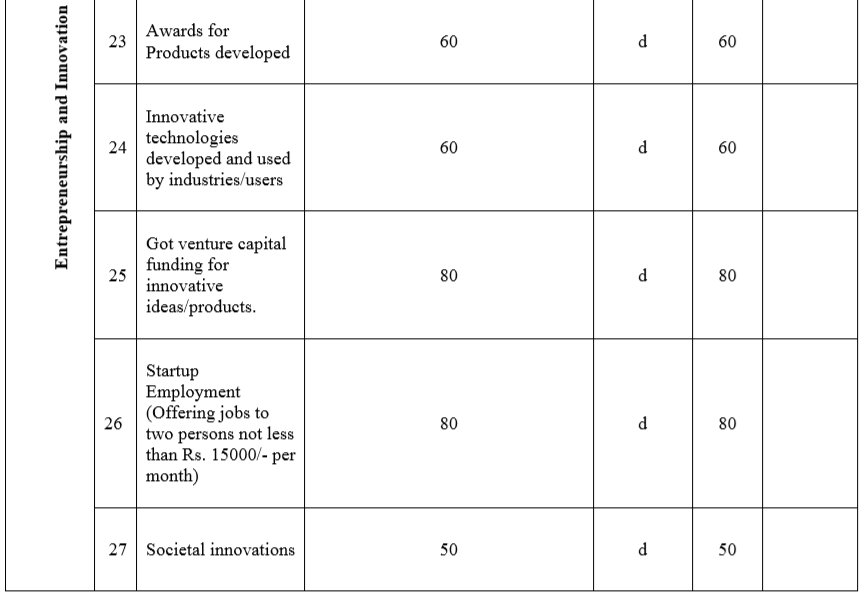 Entrepreneurship and Innovation
23 Awards for
Products developed 60 d 60
24 Innovative
technologies
developed and used
by industries/users 60 d 60
25 Got venture capital
funding for
innovative
ideas/products. 80 d 80
26 Startup
Employment
(Offering jobs to
two persons not less
than Rs. 15000/- per
month) 80 d 80
27 Societal innovations 50 d 50